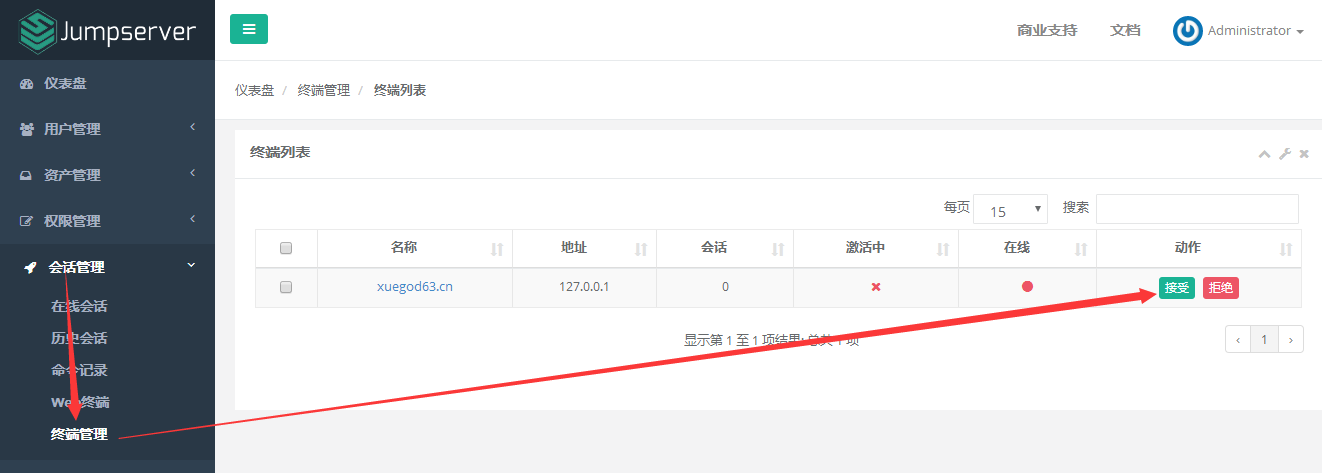 Jumpserver
商业支持
文档
Administrator
仪表盘
用户管理
资产管理
权限管理
会话管理
在线会话
历史会话
命令记录
Web终端
终端管理
仪表盘 / 终端管理 / 终端列表
终端列表
每页 15 搜索
名称 地址 会话 激活中 在线 动作
xuegod63.cn 127.0.0.1 0 接受 拒绝
显示第 1 至 1 项结果; 总共 1 项
‹ 1 ›